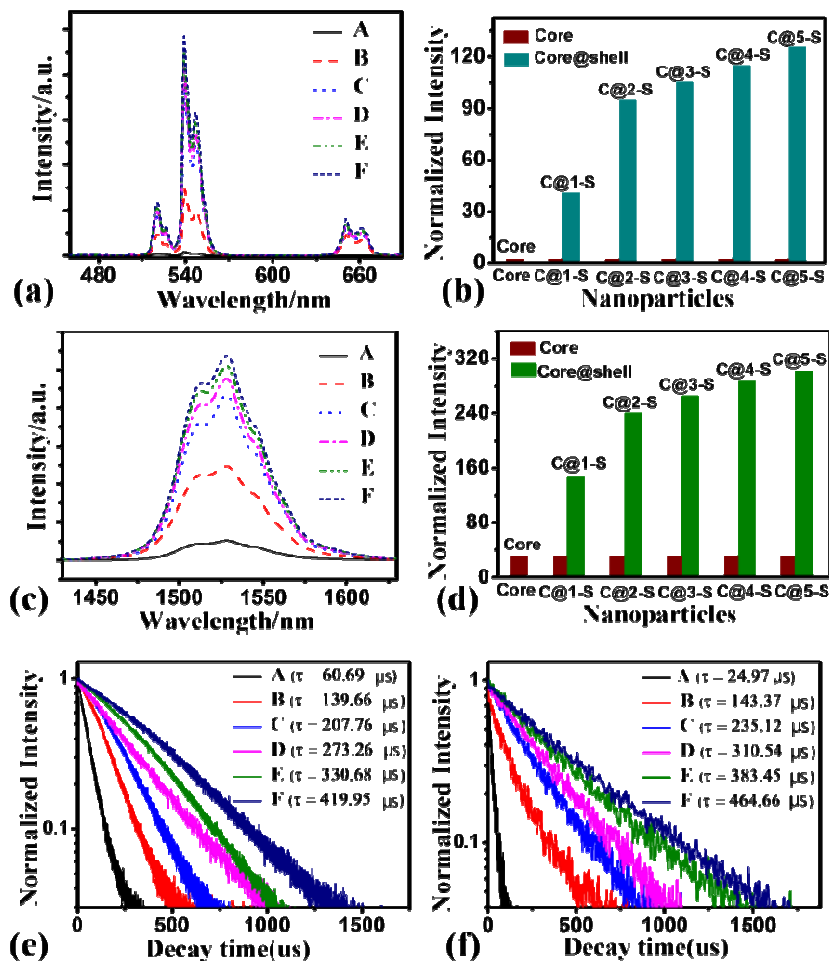 Intensity/a.u.
A
B
C
D
E
F
480 540 600 660
Wavelength/nm
(a)
Normalized Intensity
120
90
60
30
0
Core
Core@shell
Core
C@1-S
C@2-S
C@3-S
C@4-S
C@5-S
Core C@1-S C@2-S C@3-S C@4-S C@5-S
Nanoparticles
(b)
Intensity/a.u.
A
B
C
D
E
F
1450 1500 1550 1600
Wavelength/nm
(c)
Normalized Intensity
320
240
160
80
0
Core
Core@shell
Core
C@1-S
C@2-S
C@3-S
C@4-S
C@5-S
Core C@1-S C@2-S C@3-S C@4-S C@5-S
Nanoparticles
(d)
Normalized Intensity
1
0.1
A (τ 60.69 μs)
B (τ 139.66 μs)
C (τ = 207.76 μs)
D (τ = 273.26 μs)
E (τ – 330.68 μs)
F (τ = 419.95 μs)
0 250 500 750 1000 1250 1500
Decay time(us)
(e)
Normalized Intensity
1
0.1
A (τ – 24.97 μs)
B (τ = 143.37 μs)
C (τ = 235.12 μs)
D (τ = 310.54 μs)
E (τ = 383.45 μs)
F (τ = 464.66 μs)
0 500 1000 1500
Decay time(us)
(f)